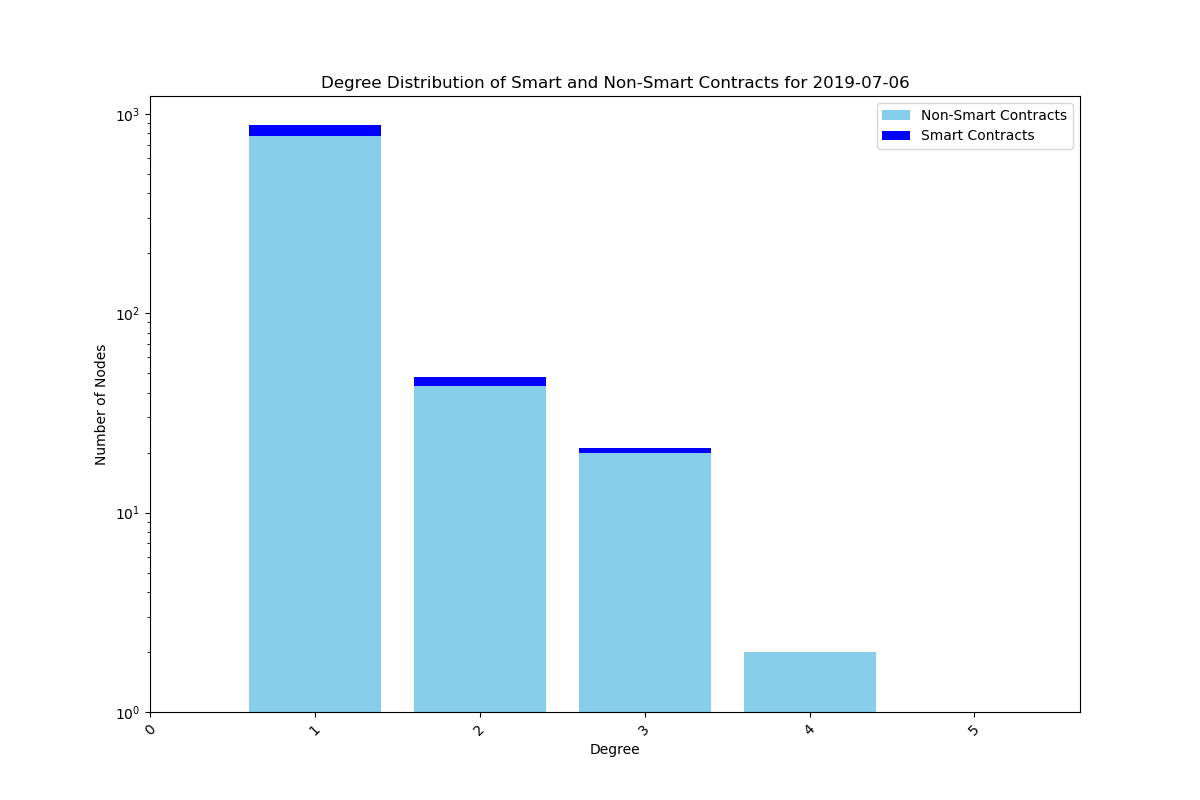 Degree Distribution of Smart and Non-Smart Contracts for 2019-07-06
Non-Smart Contracts
Smart Contracts
Number of Nodes
10³
10²
10¹
10⁰
0 1 2 3 4 5
Degree